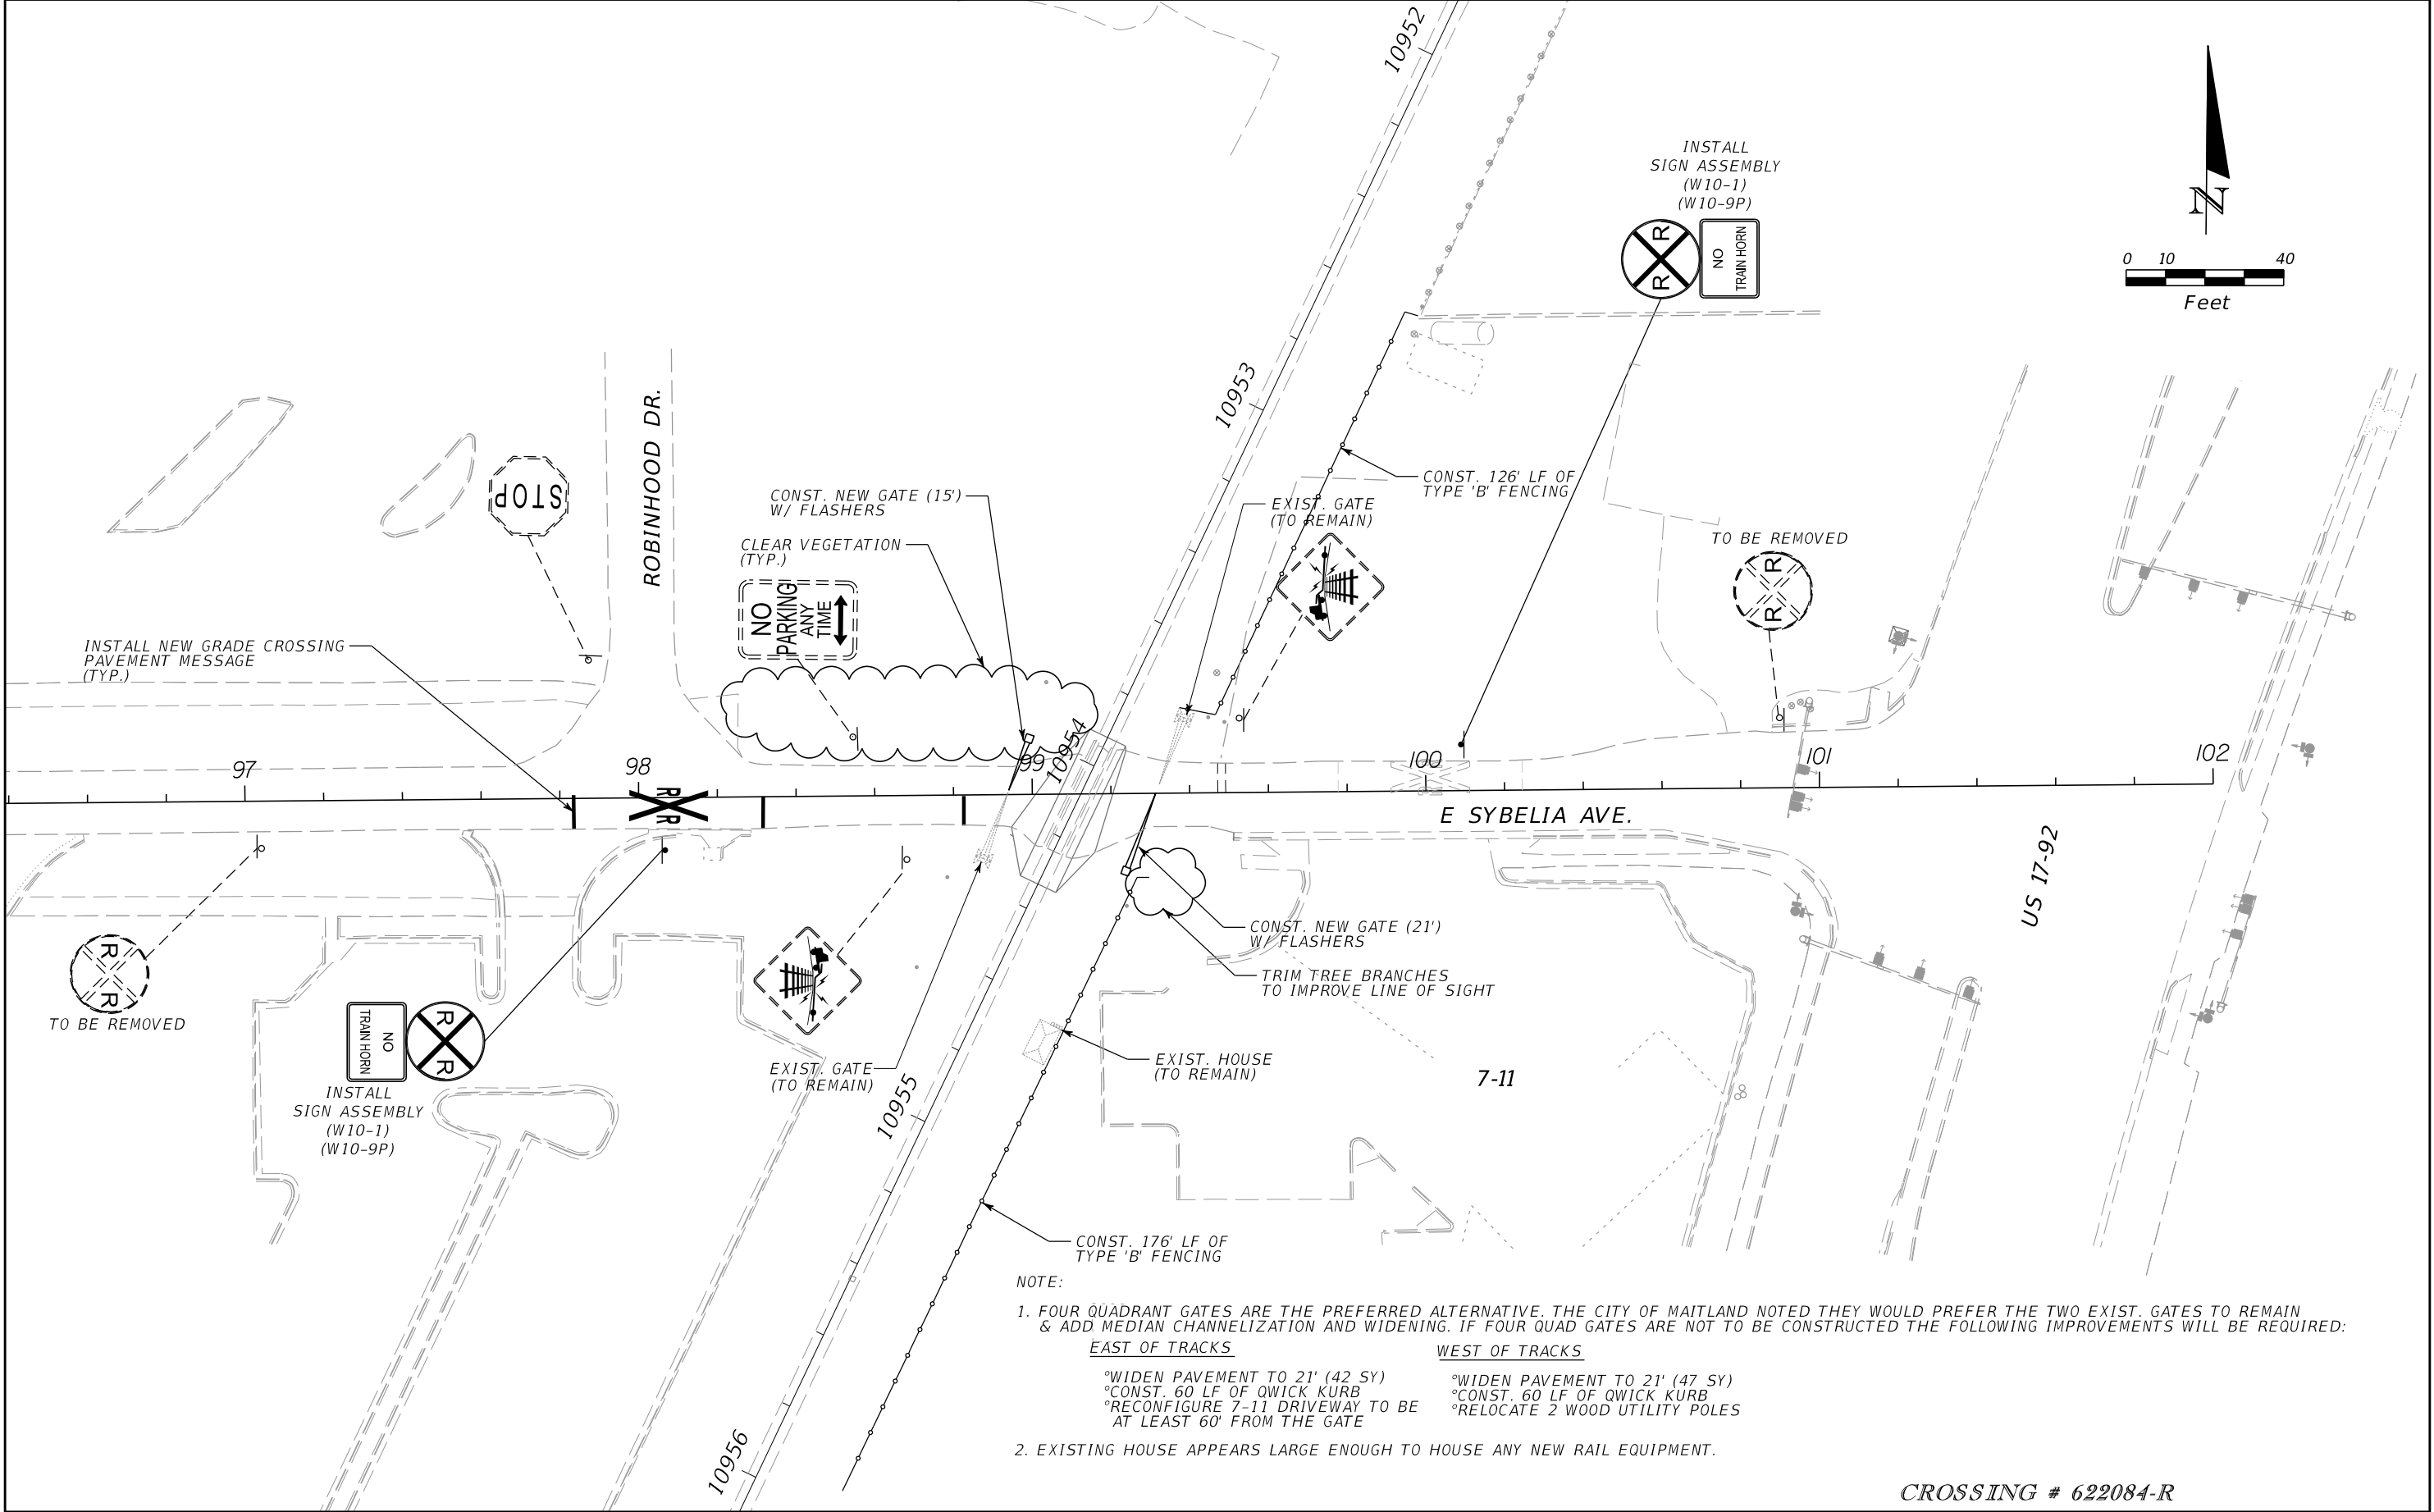 10952
INSTALL
SIGN ASSEMBLY
(W10-1)
(W10-9P)
R R
NO
TRAIN HORN
N
0 10 40
Feet
10953
ROBINHOOD DR.
STOP
CONST. NEW GATE (15')
W/ FLASHERS
CLEAR VEGETATION
(TYP.)
NO
PARKING
ANY
TIME
EXIST. GATE
(TO REMAIN)
CONST. 126' LF OF
TYPE 'B' FENCING
TO BE REMOVED
R R
INSTALL NEW GRADE CROSSING
PAVEMENT MESSAGE
(TYP.)
10954
97
98
99
100
101
102
R R
E SYBELIA AVE.
US 17-92
R R
TO BE REMOVED
NO
TRAIN HORN
R R
INSTALL
SIGN ASSEMBLY
(W10-1)
(W10-9P)
EXIST. GATE
(TO REMAIN)
CONST. NEW GATE (21')
W/ FLASHERS
TRIM TREE BRANCHES
TO IMPROVE LINE OF SIGHT
EXIST. HOUSE
(TO REMAIN)
7-11
10955
CONST. 176' LF OF
TYPE 'B' FENCING
10956
NOTE:
1. FOUR QUADRANT GATES ARE THE PREFERRED ALTERNATIVE. THE CITY OF MAITLAND NOTED THEY WOULD PREFER THE TWO EXIST. GATES TO REMAIN
& ADD MEDIAN CHANNELIZATION AND WIDENING. IF FOUR QUAD GATES ARE NOT TO BE CONSTRUCTED THE FOLLOWING IMPROVEMENTS WILL BE REQUIRED:
EAST OF TRACKS
°WIDEN PAVEMENT TO 21' (42 SY)
°CONST. 60 LF OF QWICK KURB
°RECONFIGURE 7-11 DRIVEWAY TO BE
AT LEAST 60' FROM THE GATE
WEST OF TRACKS
°WIDEN PAVEMENT TO 21' (47 SY)
°CONST. 60 LF OF QWICK KURB
°RELOCATE 2 WOOD UTILITY POLES
2. EXISTING HOUSE APPEARS LARGE ENOUGH TO HOUSE ANY NEW RAIL EQUIPMENT.
CROSSING # 622084-R